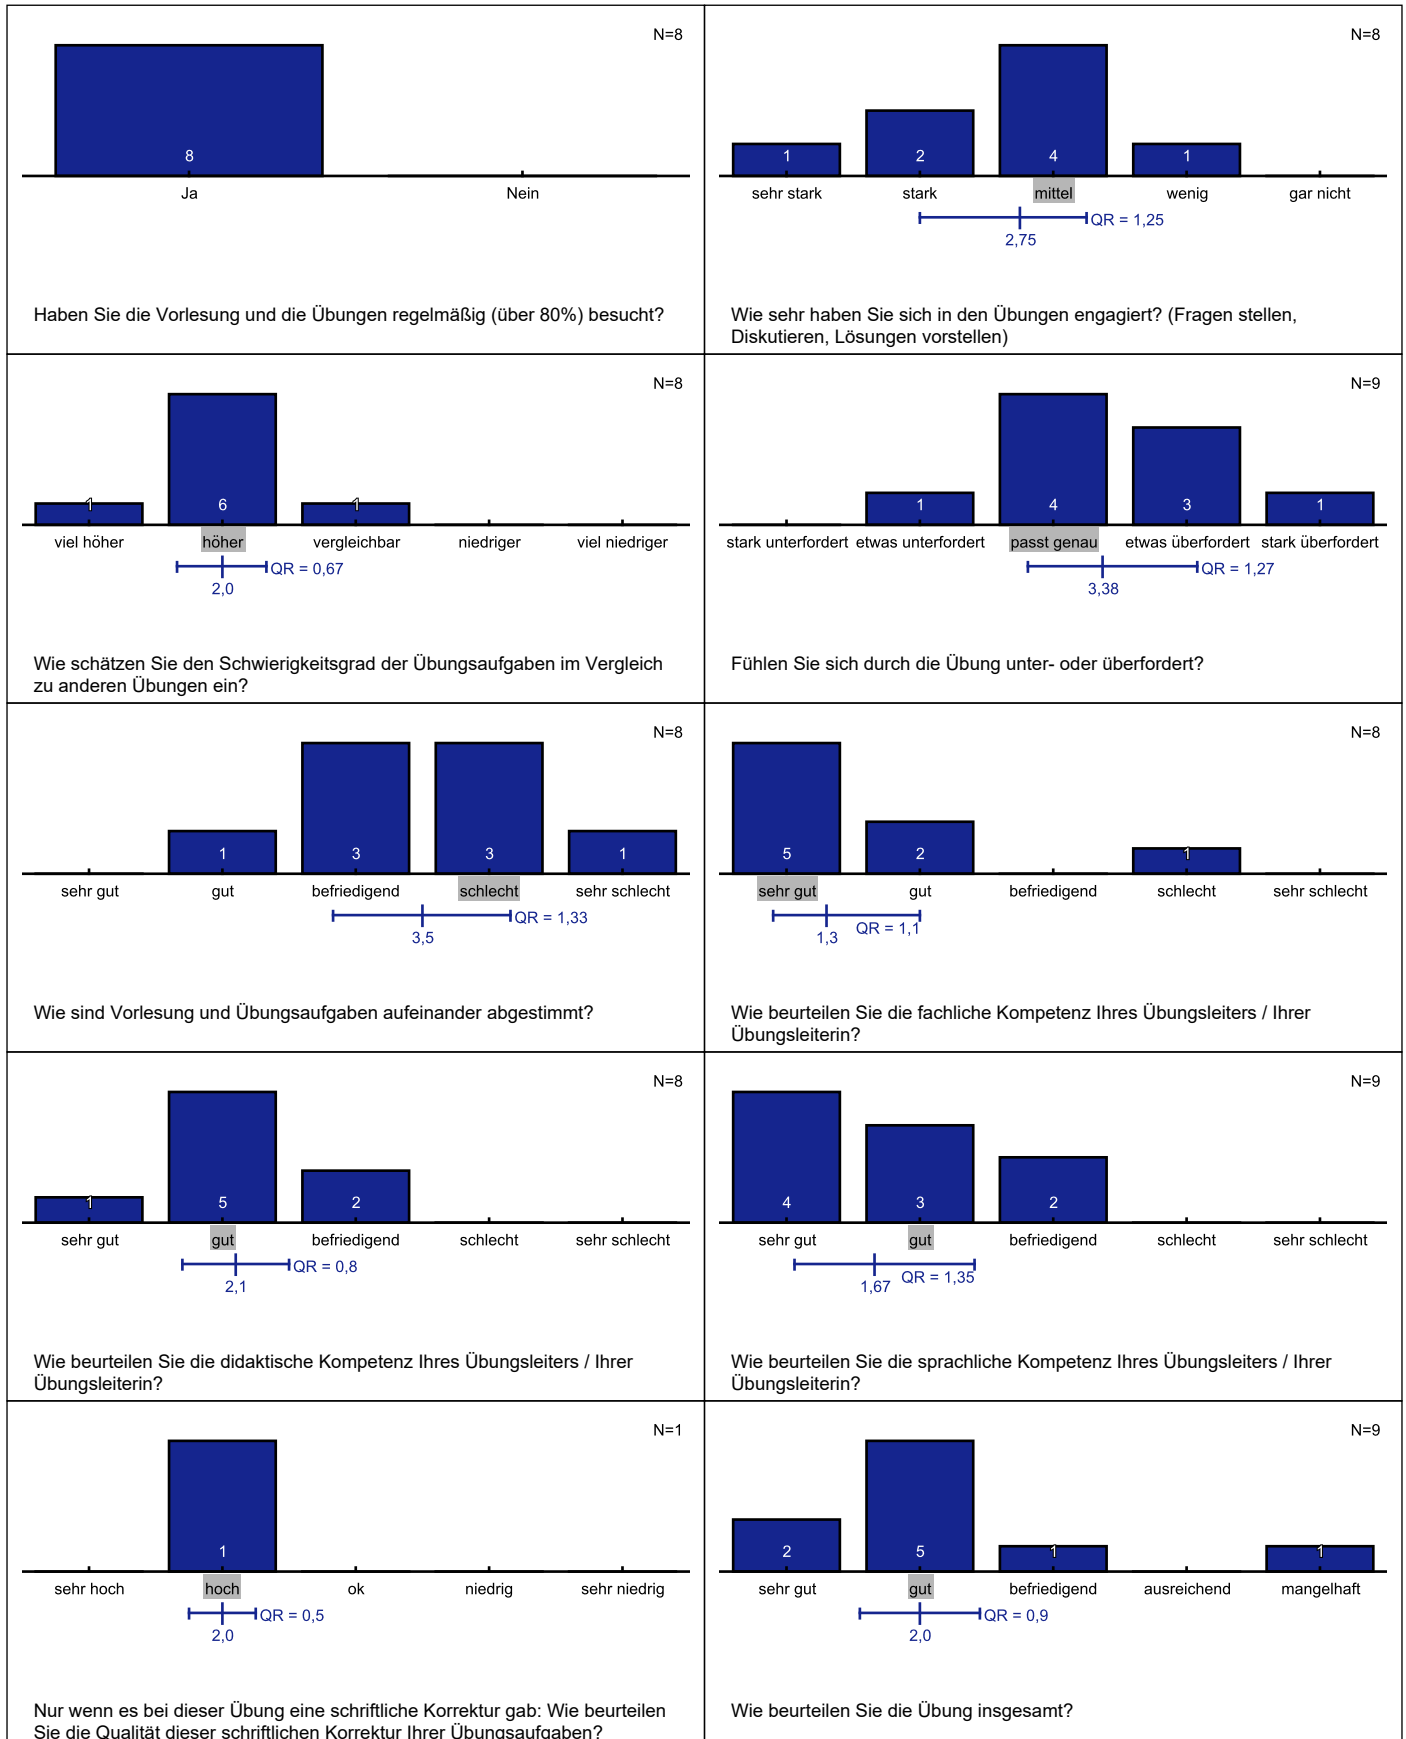 N=8
8
Ja Nein
Haben Sie die Vorlesung und die Übungen regelmäßig (über 80%) besucht?
N=8
1 2 4 1
sehr stark stark mittel wenig gar nicht
QR = 1,25
2,75
Wie sehr haben Sie sich in den Übungen engagiert? (Fragen stellen,
Diskutieren, Lösungen vorstellen)
N=8
1 6 1
viel höher höher vergleichbar niedriger viel niedriger
QR = 0,67
2,0
Wie schätzen Sie den Schwierigkeitsgrad der Übungsaufgaben im Vergleich
zu anderen Übungen ein?
N=9
1 4 3 1
stark unterfordert etwas unterfordert passt genau etwas überfordert stark überfordert
QR = 1,27
3,38
Fühlen Sie sich durch die Übung unter- oder überfordert?
N=8
1 3 3 1
sehr gut gut befriedigend schlecht sehr schlecht
QR = 1,33
3,5
Wie sind Vorlesung und Übungsaufgaben aufeinander abgestimmt?
N=8
5 2 1
sehr gut gut befriedigend schlecht sehr schlecht
QR = 1,1
1,3
Wie beurteilen Sie die fachliche Kompetenz Ihres Übungsleiters / Ihrer
Übungsleiterin?
N=8
1 5 2
sehr gut gut befriedigend schlecht sehr schlecht
QR = 0,8
2,1
Wie beurteilen Sie die didaktische Kompetenz Ihres Übungsleiters / Ihrer
Übungsleiterin?
N=9
4 3 2
sehr gut gut befriedigend schlecht sehr schlecht
QR = 1,35
1,67
Wie beurteilen Sie die sprachliche Kompetenz Ihres Übungsleiters / Ihrer
Übungsleiterin?
N=1
1
sehr hoch hoch ok niedrig sehr niedrig
QR = 0,5
2,0
Nur wenn es bei dieser Übung eine schriftliche Korrektur gab: Wie beurteilen
Sie die Qualität dieser schriftlichen Korrektur Ihrer Übungsaufgaben?
N=9
2 5 1 1
sehr gut gut befriedigend ausreichend mangelhaft
QR = 0,9
2,0
Wie beurteilen Sie die Übung insgesamt?